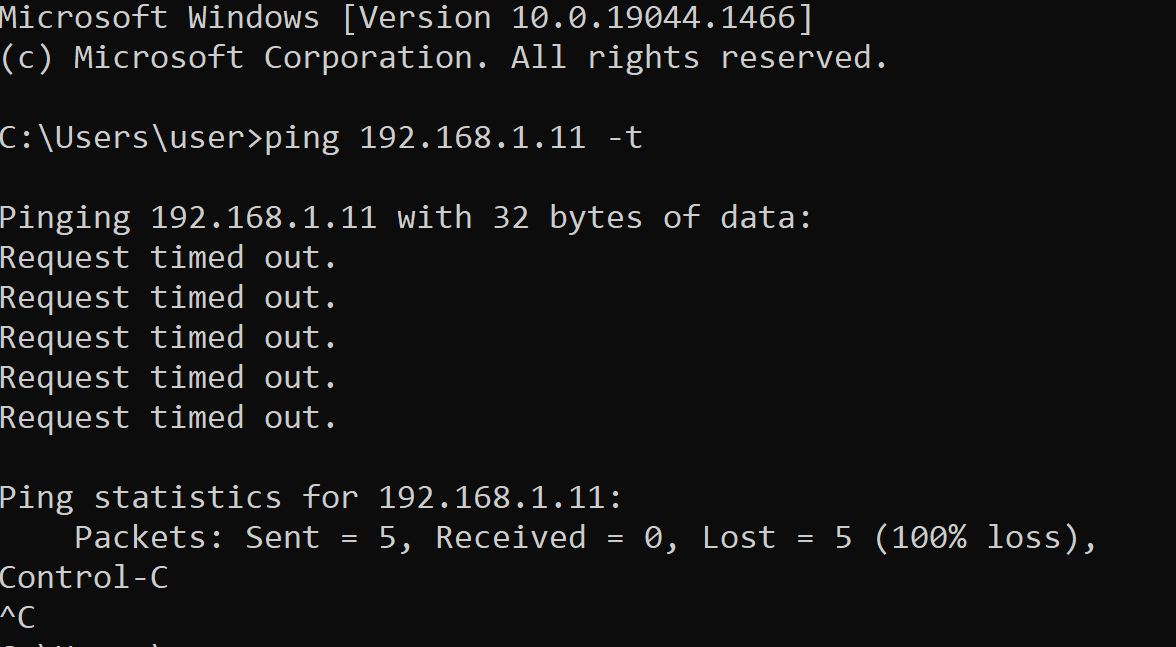 Microsoft Windows [Version 10.0.19044.1466]
(c) Microsoft Corporation. All rights reserved.
C:\Users\user>ping 192.168.1.11 -t
Pinging 192.168.1.11 with 32 bytes of data:
Request timed out.
Request timed out.
Request timed out.
Request timed out.
Request timed out.
Ping statistics for 192.168.1.11:
    Packets: Sent = 5, Received = 0, Lost = 5 (100% loss),
Control-C
^C